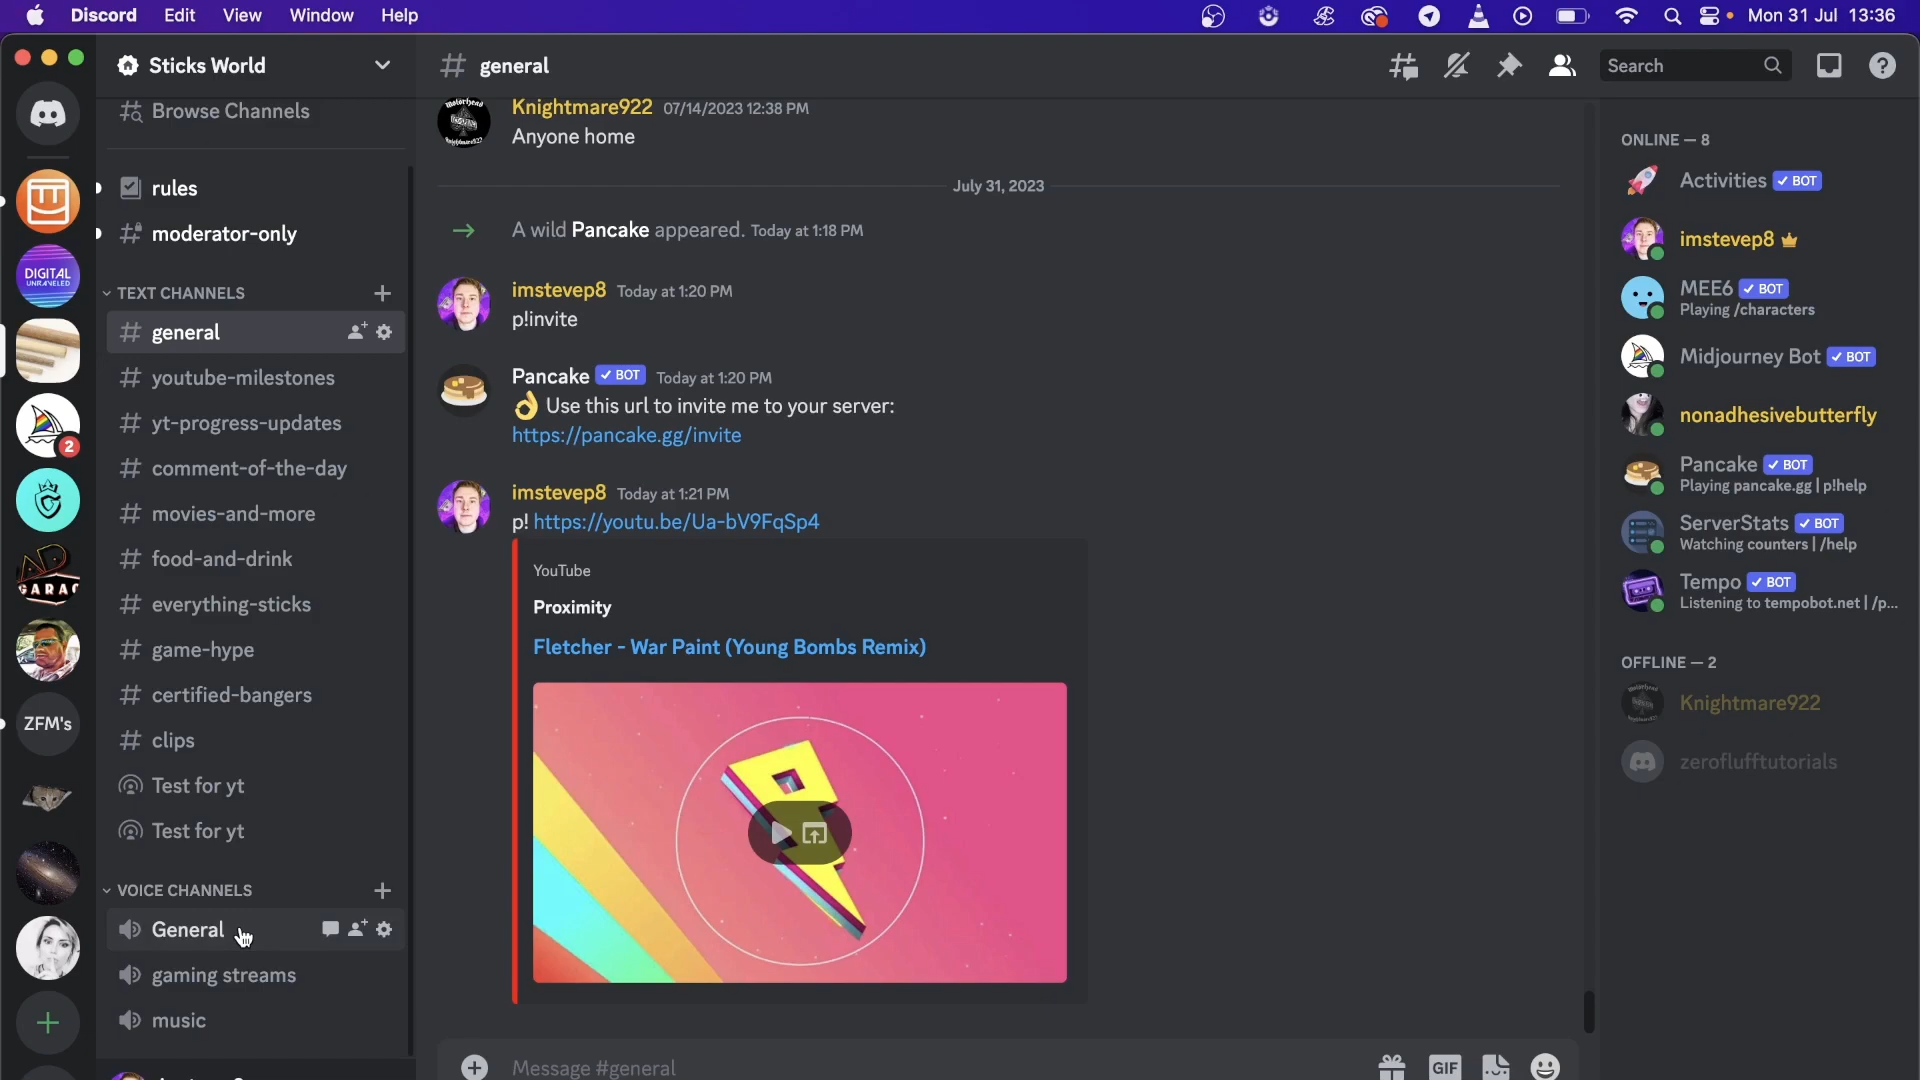 Discord Edit View Window Help Mon 31 Jul 13:36
Sticks World
general
Search
Browse Channels
rules
moderator-only
TEXT CHANNELS
general
youtube-milestones
yt-progress-updates
comment-of-the-day
movies-and-more
food-and-drink
everything-sticks
game-hype
certified-bangers
clips
Test for yt
Test for yt
VOICE CHANNELS
General
gaming streams
music
DIGITAL
UNRAVELED
2
ZFM's
Knightmare922 07/14/2023 12:38 PM
Anyone home
July 31, 2023
A wild Pancake appeared. Today at 1:18 PM
imstevep8 Today at 1:20 PM
p!invite
Pancake ✓ BOT Today at 1:20 PM
👌 Use this url to invite me to your server:
https://pancake.gg/invite
imstevep8 Today at 1:21 PM
p! https://youtu.be/Ua-bV9FqSp4
YouTube
Proximity
Fletcher - War Paint (Young Bombs Remix)
Message #general
GIF
ONLINE — 8
Activities ✓ BOT
imstevep8
MEE6 ✓ BOT
Playing /characters
Midjourney Bot ✓ BOT
nonadhesivebutterfly
Pancake ✓ BOT
Playing pancake.gg | p!help
ServerStats ✓ BOT
Watching counters | /help
Tempo ✓ BOT
Listening to tempobot.net | /p...
OFFLINE — 2
Knightmare922
zeroflufftutorials